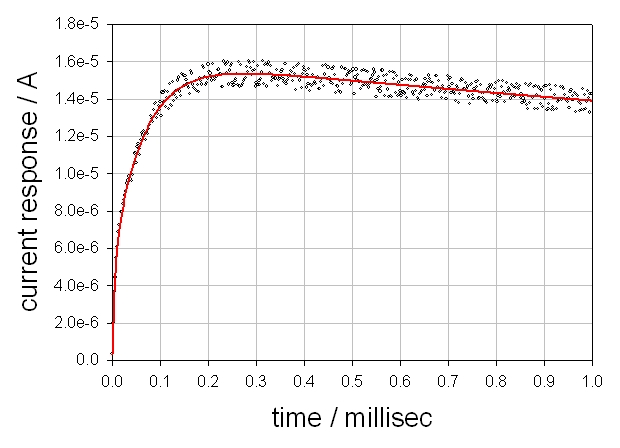 current response / A
1.8e-5
1.6e-5
1.4e-5
1.2e-5
1.0e-5
8.0e-6
6.0e-6
4.0e-6
2.0e-6
0.0
0.0 0.1 0.2 0.3 0.4 0.5 0.6 0.7 0.8 0.9 1.0
time / millisec